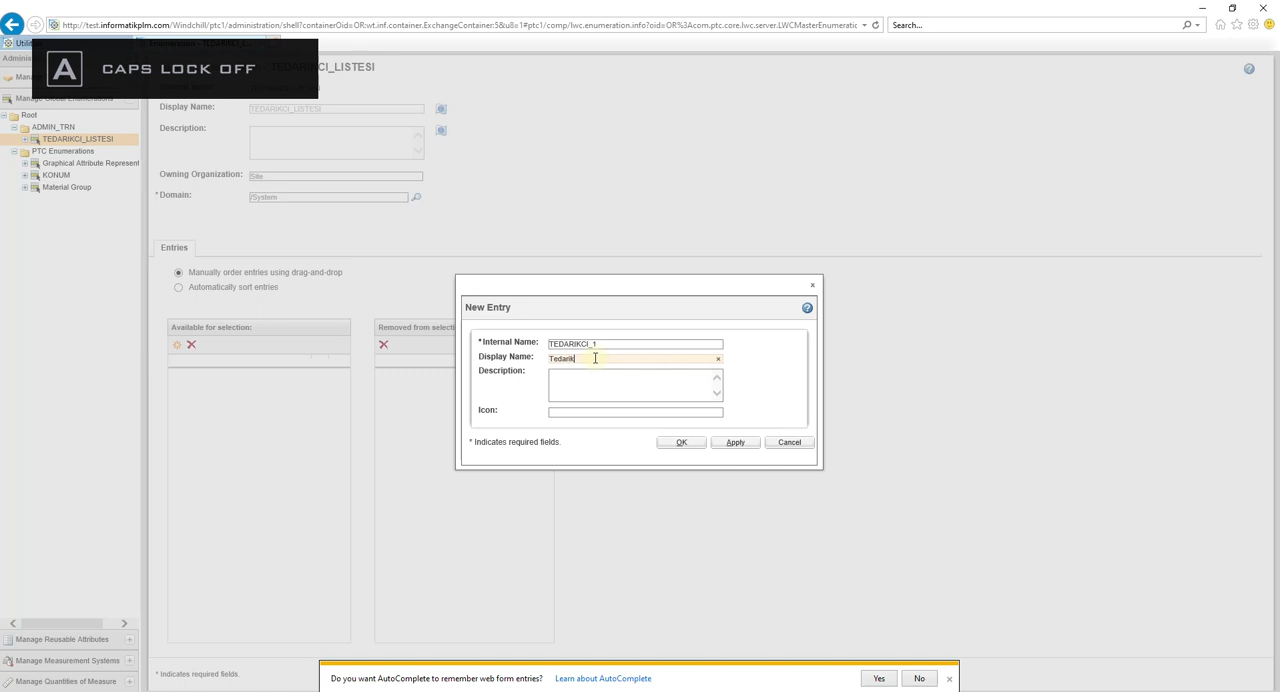 http://test.informatikplm.com/Windchill/ptc1/administration/shell?containerOid=OR:wt.inf.container.ExchangeContainer:5&u8=1#ptc1/comp/lwc.enumeration.info?oid=OR%3Acom.ptc.core.lwc.server.LWCMasterEnumeratic
Search...
CAPS LOCK OFF
TEDARIKCI_LISTESI
Manage Global Enumerations
Root
ADMIN_TRN
TEDARIKCI_LISTESI
PTC Enumerations
Graphical Attribute Represent
KONUM
Material Group
Display Name:
TEDARIKCI_LISTESI
Description:
Owning Organization:
Site
*Domain:
/System
Entries
Manually order entries using drag-and-drop
Automatically sort entries
Available for selection:
Removed from selecti
New Entry
*Internal Name:
TEDARIKCI_1
Display Name:
Tedarik
Description:
Icon:
* Indicates required fields.
OK
Apply
Cancel
Manage Reusable Attributes
Manage Measurement Systems
Manage Quantities of Measure
* Indicates required fields.
Do you want AutoComplete to remember web form entries?
Learn about AutoComplete
Yes
No